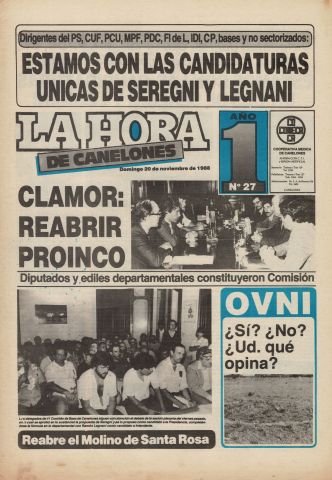 Dirigentes del PS, CUF, PCU, MPF, PDC, FI de L, IDI, CP, bases y no sectorizados:
ESTAMOS CON LAS CANDIDATURAS
UNICAS DE SEREGNI Y LEGNANI
LA HORA
DE CANELONES
Domingo 20 de noviembre de 1988
AÑO
1
Nº 27
COOPERATIVA MEDICA
DE CANELONES
CLAMOR:
REABRIR
PROINCO
Diputados y ediles departamentales constituyeron Comisión
OVNI
¿Sí? ¿No?
¿Ud. qué
opina?
Reabre el Molino de Santa Rosa